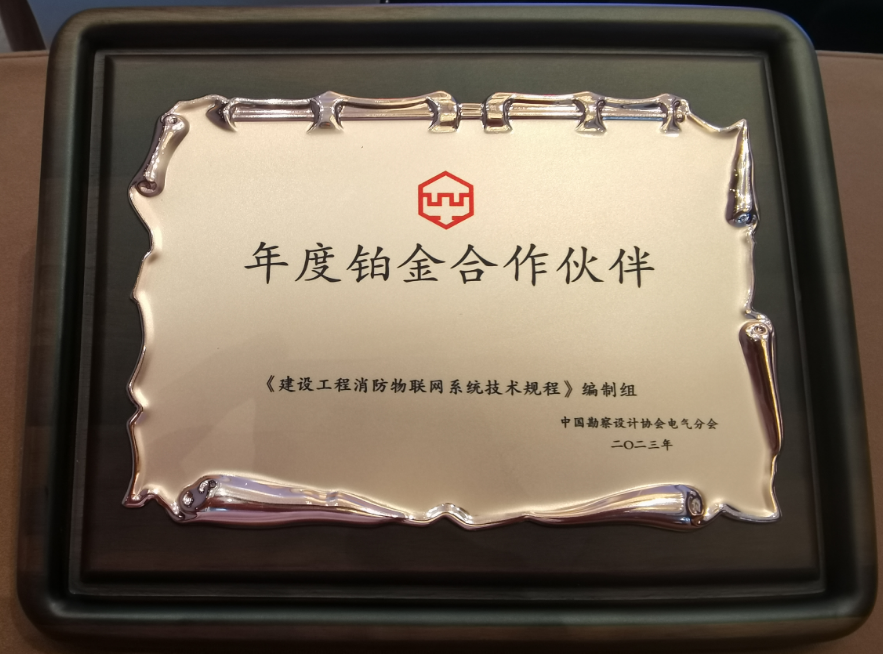 年度铂金合作伙伴
《建设工程消防物联网系统技术规程》编制组
中国勘察设计协会电气分会
二〇二三年